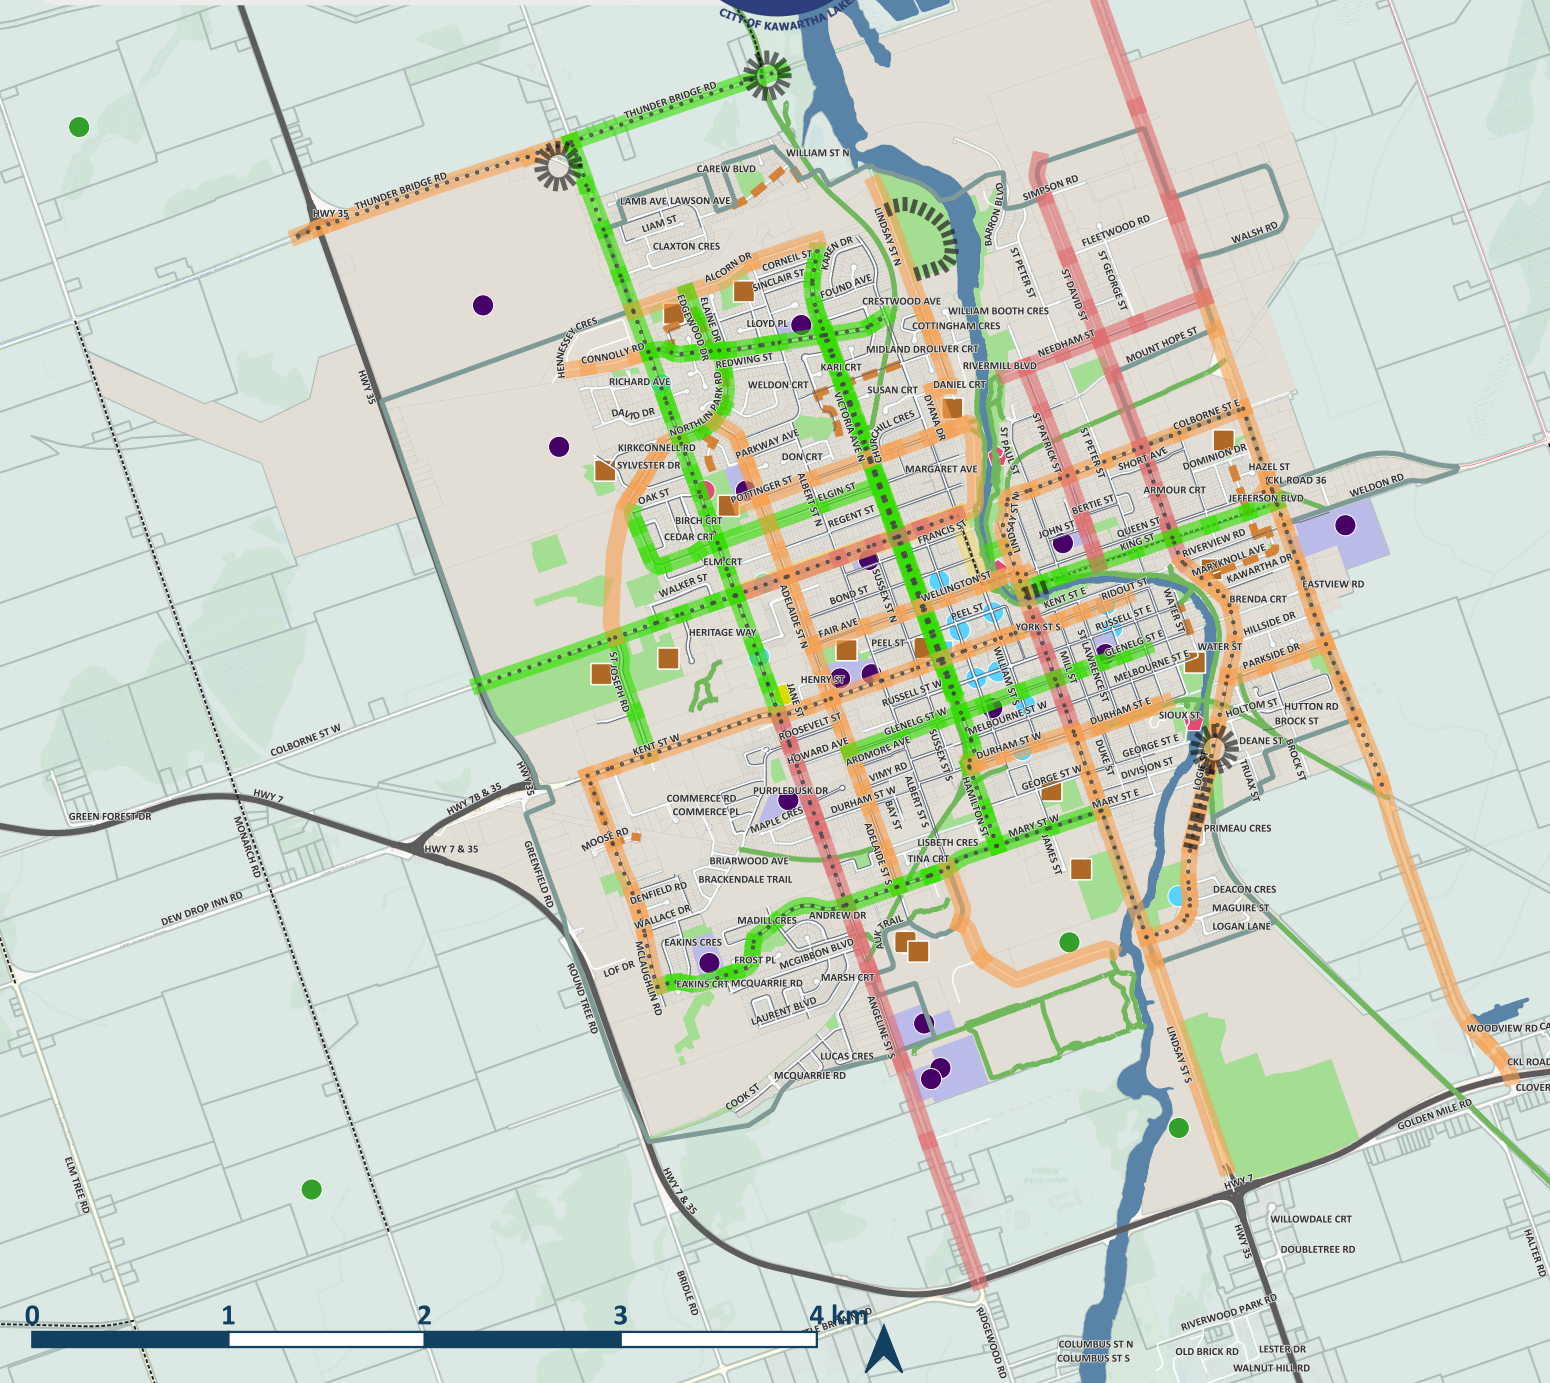 CITY OF KAWARTHA LAKES
THUNDER BRIDGE RD
WILLIAM ST N
CAREW BLVD
THUNDER BRIDGE RD
HWY 35
LAMB AVE
LAWSON AVE
LIAM ST
CLAXTON CRES
SIMPSON RD
BARRON BLVD
FLEETWOOD RD
WALSH RD
LINDSAY ST N
ALCORN DR
CORNEIL ST
KAREN DR
SINCLAIR ST
FOUND AVE
ST PETER ST
ST DAVID ST
ST GEORGE ST
CRESTWOOD AVE
WILLIAM BOOTH CRES
COTTINGHAM CRES
EDGEWOOD DR
ELAINE DR
LLOYD PL
HENNESSEY CRES
CONNOLLY RD
REDWING ST
MIDLAND DR
OLIVER CRT
NEEDHAM ST
MOUNT HOPE ST
KARI CRT
RIVERMILL BLVD
HWY 35
RICHARD AVE
WELDON CRT
SUSAN CRT
DANIEL CRT
DAVID DR
NORTHLIN PARK RD
VICTORIA AVE N
CHURCHILL CRES
DYANA DR
COLBORNE ST E
KIRKCONNELL RD
PARKWAY AVE
DON CRT
ST PAUL ST
ST PATRICK ST
ST PETER ST
SHORT AVE
DOMINION DR
SYLVESTER DR
MARGARET AVE
HAZEL ST
CKL ROAD 36
WELDON RD
OAK ST
POTTINGER ST
ALBERT ST N
ELGIN ST
ARMOUR CRT
JEFFERSON BLVD
BIRCH CRT
REGENT ST
BERTIE ST
CEDAR CRT
FRANCIS ST
LINDSAY ST N
JOHN ST
QUEEN ST
KING ST
RIVERVIEW RD
MARYKNOLL AVE
KAWARTHA DR
ELM CRT
WALKER ST
SUSSEX ST N
BOND ST
WELLINGTON ST
KENT ST E
RIDOUT ST
EASTVIEW RD
BRENDA CRT
ADELAIDE ST N
FAIR AVE
PEEL ST
PEEL ST
YORK ST S
RUSSELL ST E
WATER ST
HILLSIDE DR
HERITAGE WAY
GLENELG ST E
WATER ST
MELBOURNE ST E
PARKSIDE DR
ST JOSEPH RD
HENRY ST
JANE ST
RUSSELL ST W
WILLIAM ST S
MILL ST
ST LAWRENCE ST
DURHAM ST E
SIOUX ST
HOLTOM ST
HUTTON RD
BROCK ST
COLBORNE ST W
KENT ST W
ROOSEVELT ST
GLENELG ST W
MELBOURNE ST W
HOWARD AVE
ARDMORE AVE
SUSSEX ST S
DURHAM ST W
DUKE ST
GEORGE ST E
DEANE ST
BROCK ST
VIMY RD
DIVISION ST
LOGIE ST
RUAX ST
HWY 35
HWY 7
HWY 7B & 35
GREEN FOREST DR
MONARCH RD
COMMERCE RD
COMMERCE PL
PURPLEDUSK DR
MAPLE CRES
DURHAM ST W
BAY ST
ALBERT ST S
HAMILTON ST
GEORGE ST W
MARY ST E
MARY ST W
PRIMEAU CRES
HWY 7 & 35
GREENFIELD RD
MOOSE RD
BRIARWOOD AVE
BRACKENDALE TRAIL
ADELAIDE ST S
LISBETH CRES
TINA CRT
JAMES ST
DEW DROP INN RD
DENFIELD RD
WALLACE DR
MADILL CRES
ANDREW DR
AUK TRAIL
DEACON CRES
MAGUIRE ST
LOGAN LANE
MCLAUGHLIN RD
EAKINS CRES
FROST PL
MCGIBBON BLVD
LOF DR
EAKINS CRT
MCQUARRIE RD
MARSH CRT
LAURENT BLVD
ROUND TREE RD
ANGELINE ST S
LUCAS CRES
MCQUARRIE RD
COOK ST
LINDSAY ST S
WOODVIEW RD
CKL ROAD
CLOVER
GOLDEN MILE RD
ELM TREE RD
HWY 7 & 35
HWY 7
WILLOWDALE CRT
DOUBLETREE RD
HWY 35
HALTER RD
BRIDLE RD
RIDGEWOOD RD
RIVERWOOD PARK RD
COLUMBUS ST N
COLUMBUS ST S
OLD BRICK RD
LESTER DR
WALNUT HILL RD
0 1 2 3 4 km